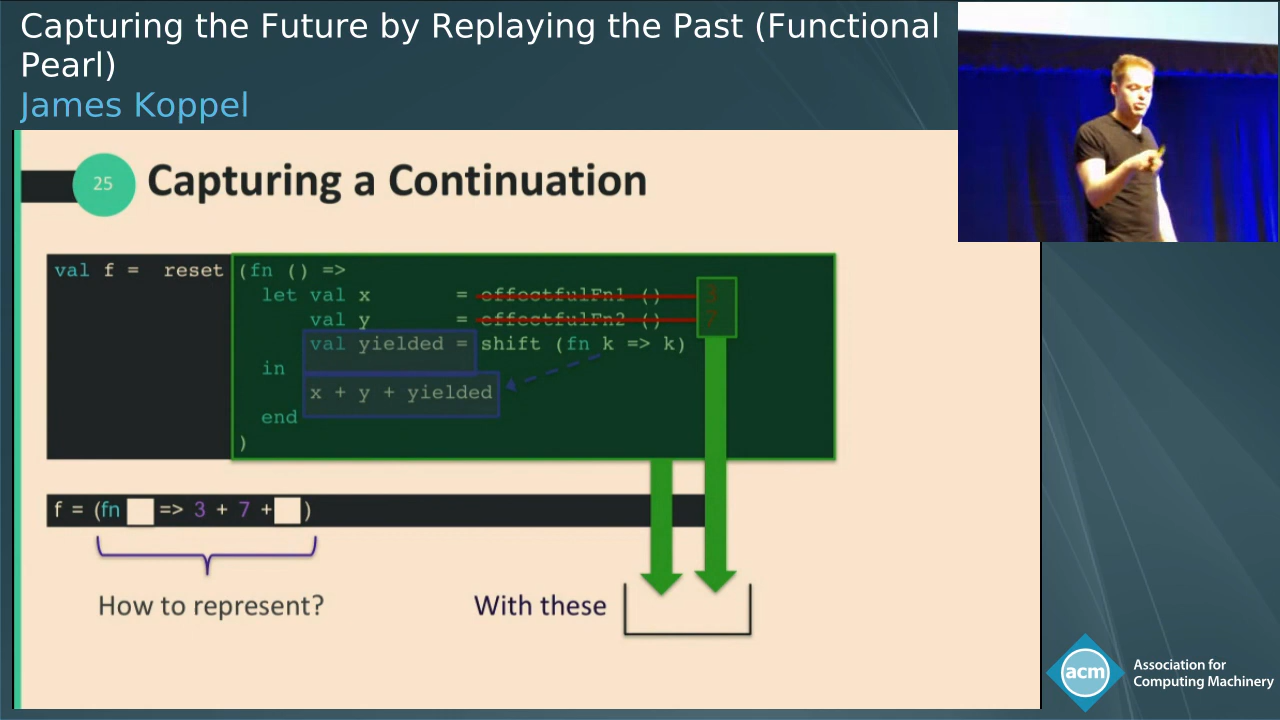 Capturing the Future by Replaying the Past (Functional
Pearl)
James Koppel
25
Capturing a Continuation
val f = reset (fn () =>
let val x = effectfulFn1 () 3
val y = effectfulFn2 () 7
val yielded = shift (fn k => k)
in
x + y + yielded
end
)
f = (fn => 3 + 7 + )
How to represent?
With these
acm
Association for
Computing Machinery